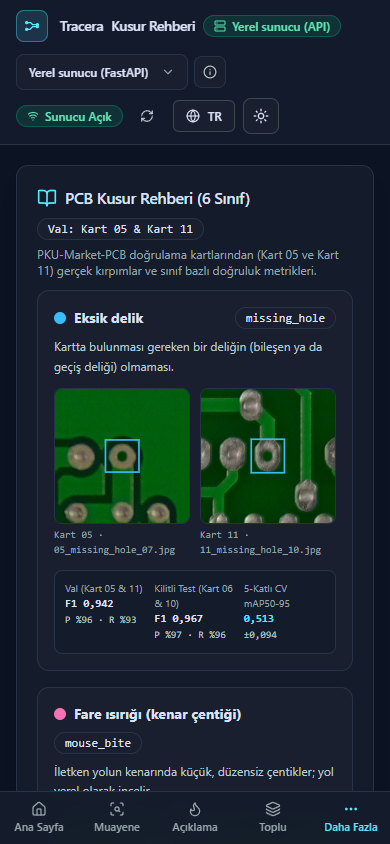 Tracera Kusur Rehberi Yerel sunucu (API)
Yerel sunucu (FastAPI)
Sunucu Açık TR
PCB Kusur Rehberi (6 Sınıf)
Val: Kart 05 & Kart 11
PKU-Market-PCB doğrulama kartlarından (Kart 05 ve Kart
11) gerçek kırpımlar ve sınıf bazlı doğruluk metrikleri.
Eksik delik missing_hole
Kartta bulunması gereken bir deliğin (bileşen ya da
geçiş deliği) olmaması.
Kart 05 ·
05_missing_hole_07.jpg
Kart 11 ·
11_missing_hole_10.jpg
Val (Kart 05 & 11)
F1 0,942
P %96 · R %93
Kilitli Test (Kart 06
& 10)
F1 0,967
P %97 · R %96
5-Katlı CV
mAP50-95
0,513
±0,094
Fare ısırığı (kenar çentiği)
mouse_bite
İletken yolun kenarında küçük, düzensiz çentikler; yol
yerel olarak incelir.
Ana Sayfa Muayene Açıklama Toplu Daha Fazla